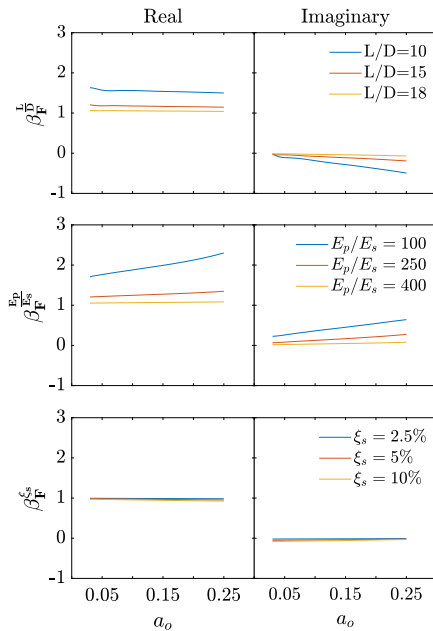 Real Imaginary
3
2
1
0
-1
β_F^{L/D}
L/D=10
L/D=15
L/D=18
3
2
1
0
-1
β_F^{E_p/E_s}
E_p/E_s = 100
E_p/E_s = 250
E_p/E_s = 400
3
2
1
0
-1
β_F^{ξ_s}
ξ_s = 2.5%
ξ_s = 5%
ξ_s = 10%
0.05 0.15 0.25 0.05 0.15 0.25
a_o a_o